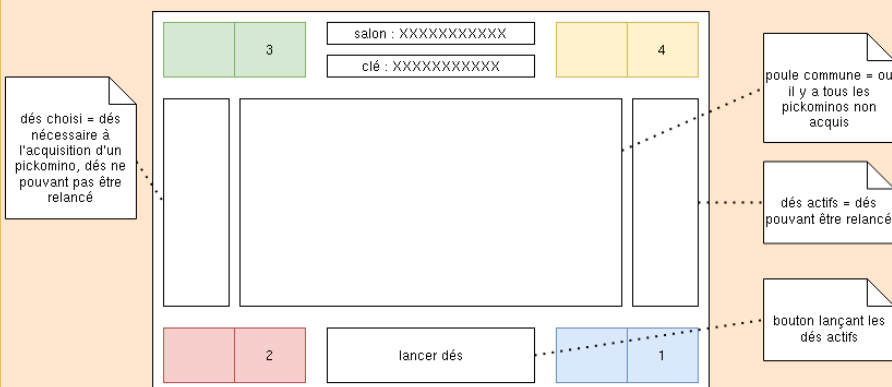 3
salon : XXXXXXXXXXX
clé : XXXXXXXXXXX
4
dés choisi = dés
nécessaire à
l'acquisition d'un
pickomino, dés ne
pouvant pas être
relancé
poule commune = ou
il y a tous les
pickominos non
acquis
dés actifs = dés
pouvant être relancé
bouton lançant les
dés actifs
2
lancer dés
1